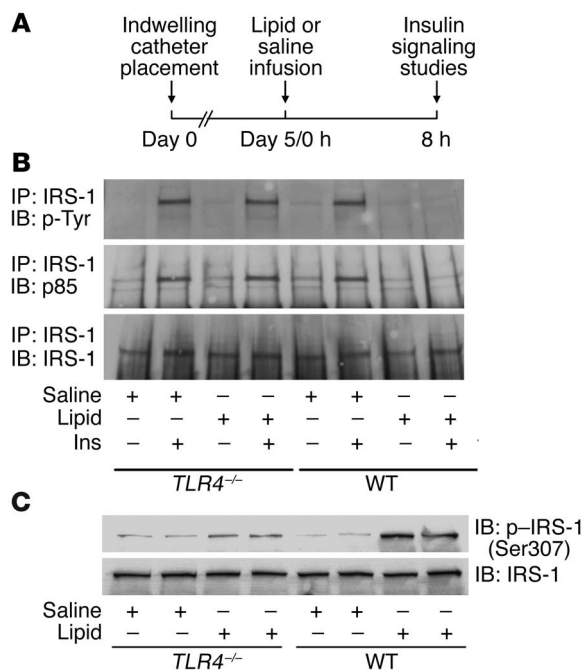 A
Indwelling catheter placement
Lipid or saline infusion
Insulin signaling studies
Day 0
Day 5/0 h
8 h
B
IP: IRS-1
IB: p-Tyr
IP: IRS-1
IB: p85
IP: IRS-1
IB: IRS-1
Saline + + – – + + – –
Lipid – – + + – – + +
Ins – + – + – + – +
TLR4–/– WT
C
IB: p–IRS-1
(Ser307)
IB: IRS-1
Saline + + – – + + – –
Lipid – – + + – – + +
TLR4–/– WT